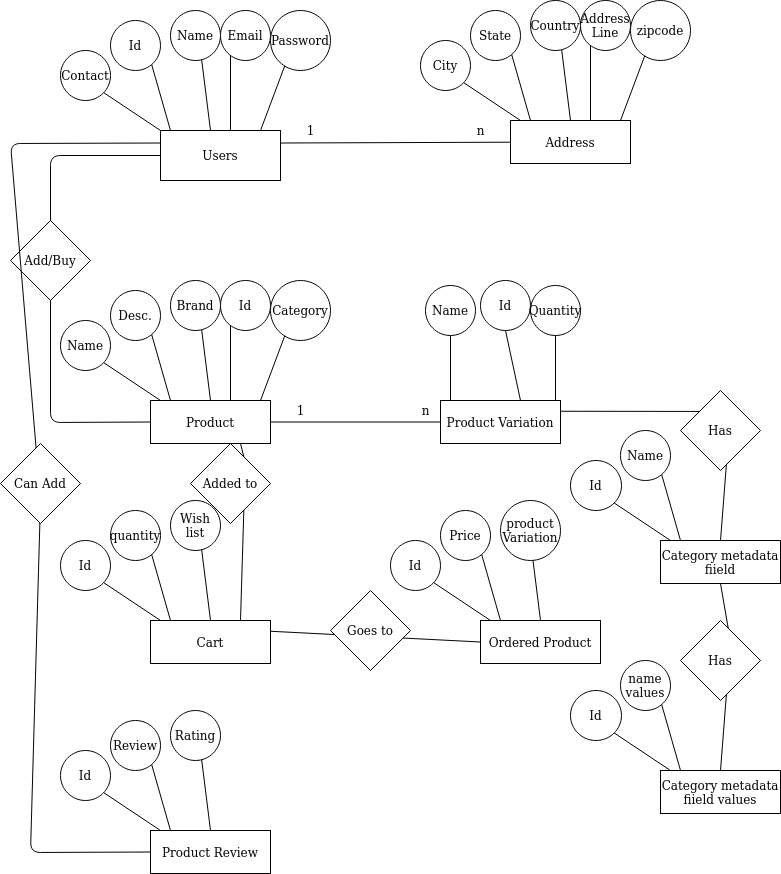 Contact
Id
Name
Email
Password
City
State
Country
Address
Line
zipcode
Users
1
n
Address
Add/Buy
Name
Desc.
Brand
Id
Category
Name
Id
Quantity
Product
1
n
Product Variation
Has
Can Add
Added to
Id
Name
Category metadata
fiield
Id
quantity
Wish
list
Id
Price
product
Variation
Cart
Goes to
Ordered Product
Has
Id
name
values
Category metadata
fiield values
Id
Review
Rating
Product Review